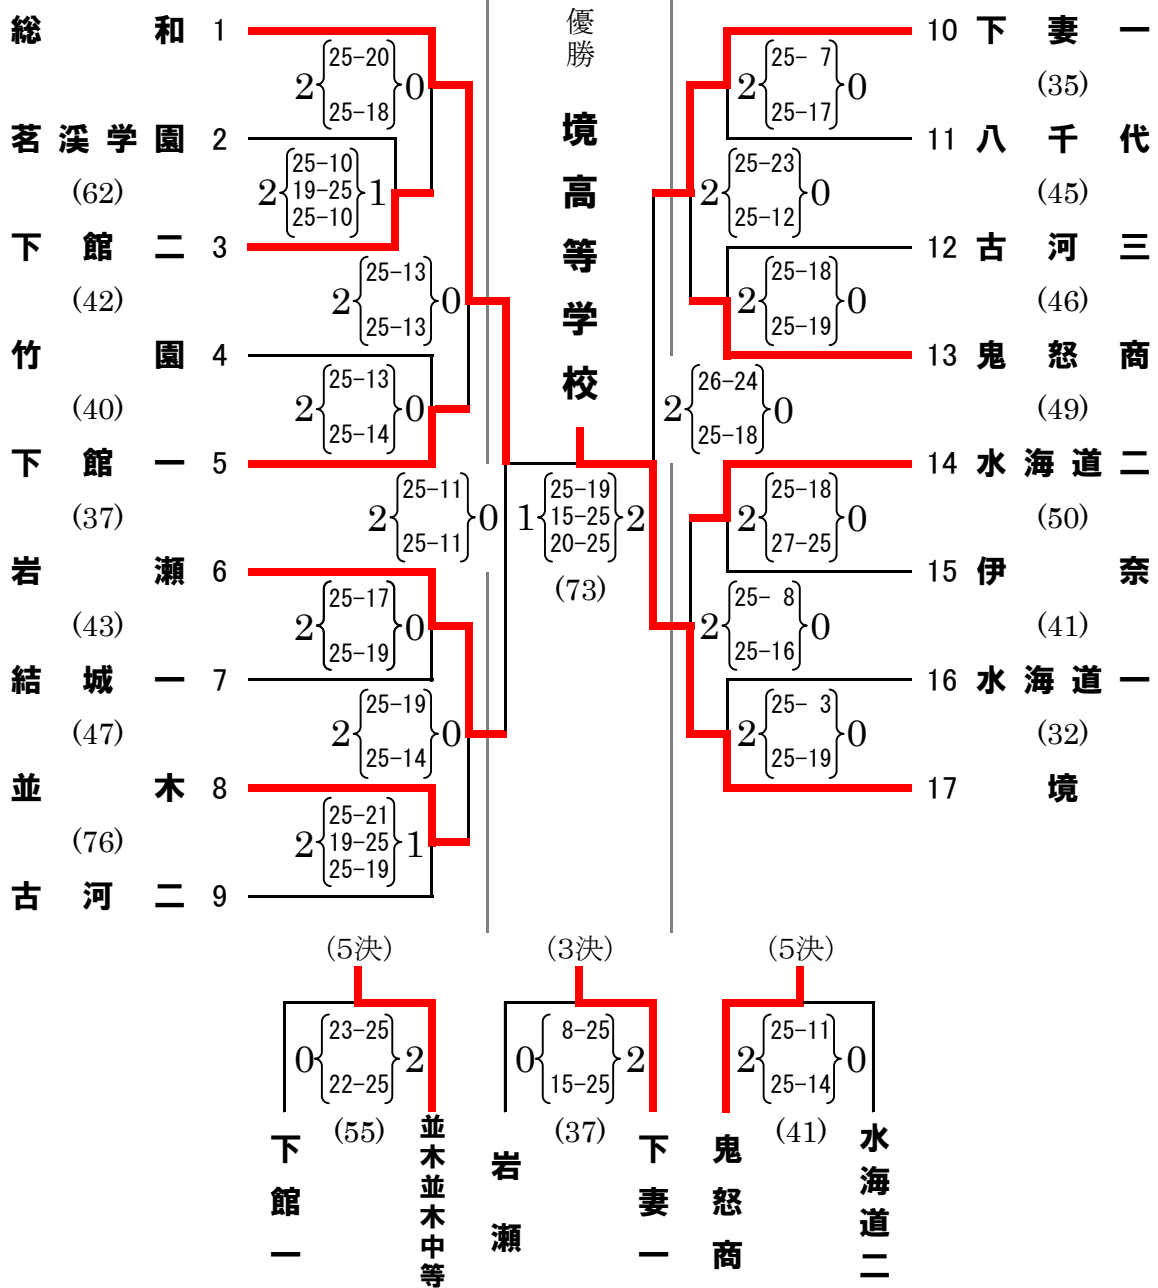 優勝
境高等学校
総和 1
25-20
2 0
25-18
茗渓学園 2
(62)
25-10
2 19-25 1
25-10
下館二 3
(42)
25-13
2 0
25-13
竹園 4
(40)
25-13
2 0
25-14
下館一 5
(37)
25-11
2 0
25-11
岩瀬 6
(43)
25-17
2 0
25-19
結城一 7
(47)
25-19
2 0
25-14
並木 8
(76)
25-21
2 19-25 1
25-19
古河二 9
25-19
1 15-25 2
20-25
(73)
10 下妻一
(35)
25- 7
2 0
25-17
11 八千代
(45)
25-23
2 0
25-12
12 古河三
(46)
25-18
2 0
25-19
13 鬼怒商
(49)
26-24
2 0
25-18
14 水海道二
(50)
25-18
2 0
27-25
15 伊奈
(41)
25- 8
2 0
25-16
16 水海道一
(32)
25- 3
2 0
25-19
17 境
(5決)
23-25
0 2
22-25
(55)
下館一
並木並木中等
(3決)
8-25
0 2
15-25
(37)
岩瀬
下妻一
(5決)
25-11
2 0
25-14
(41)
鬼怒商
水海道二